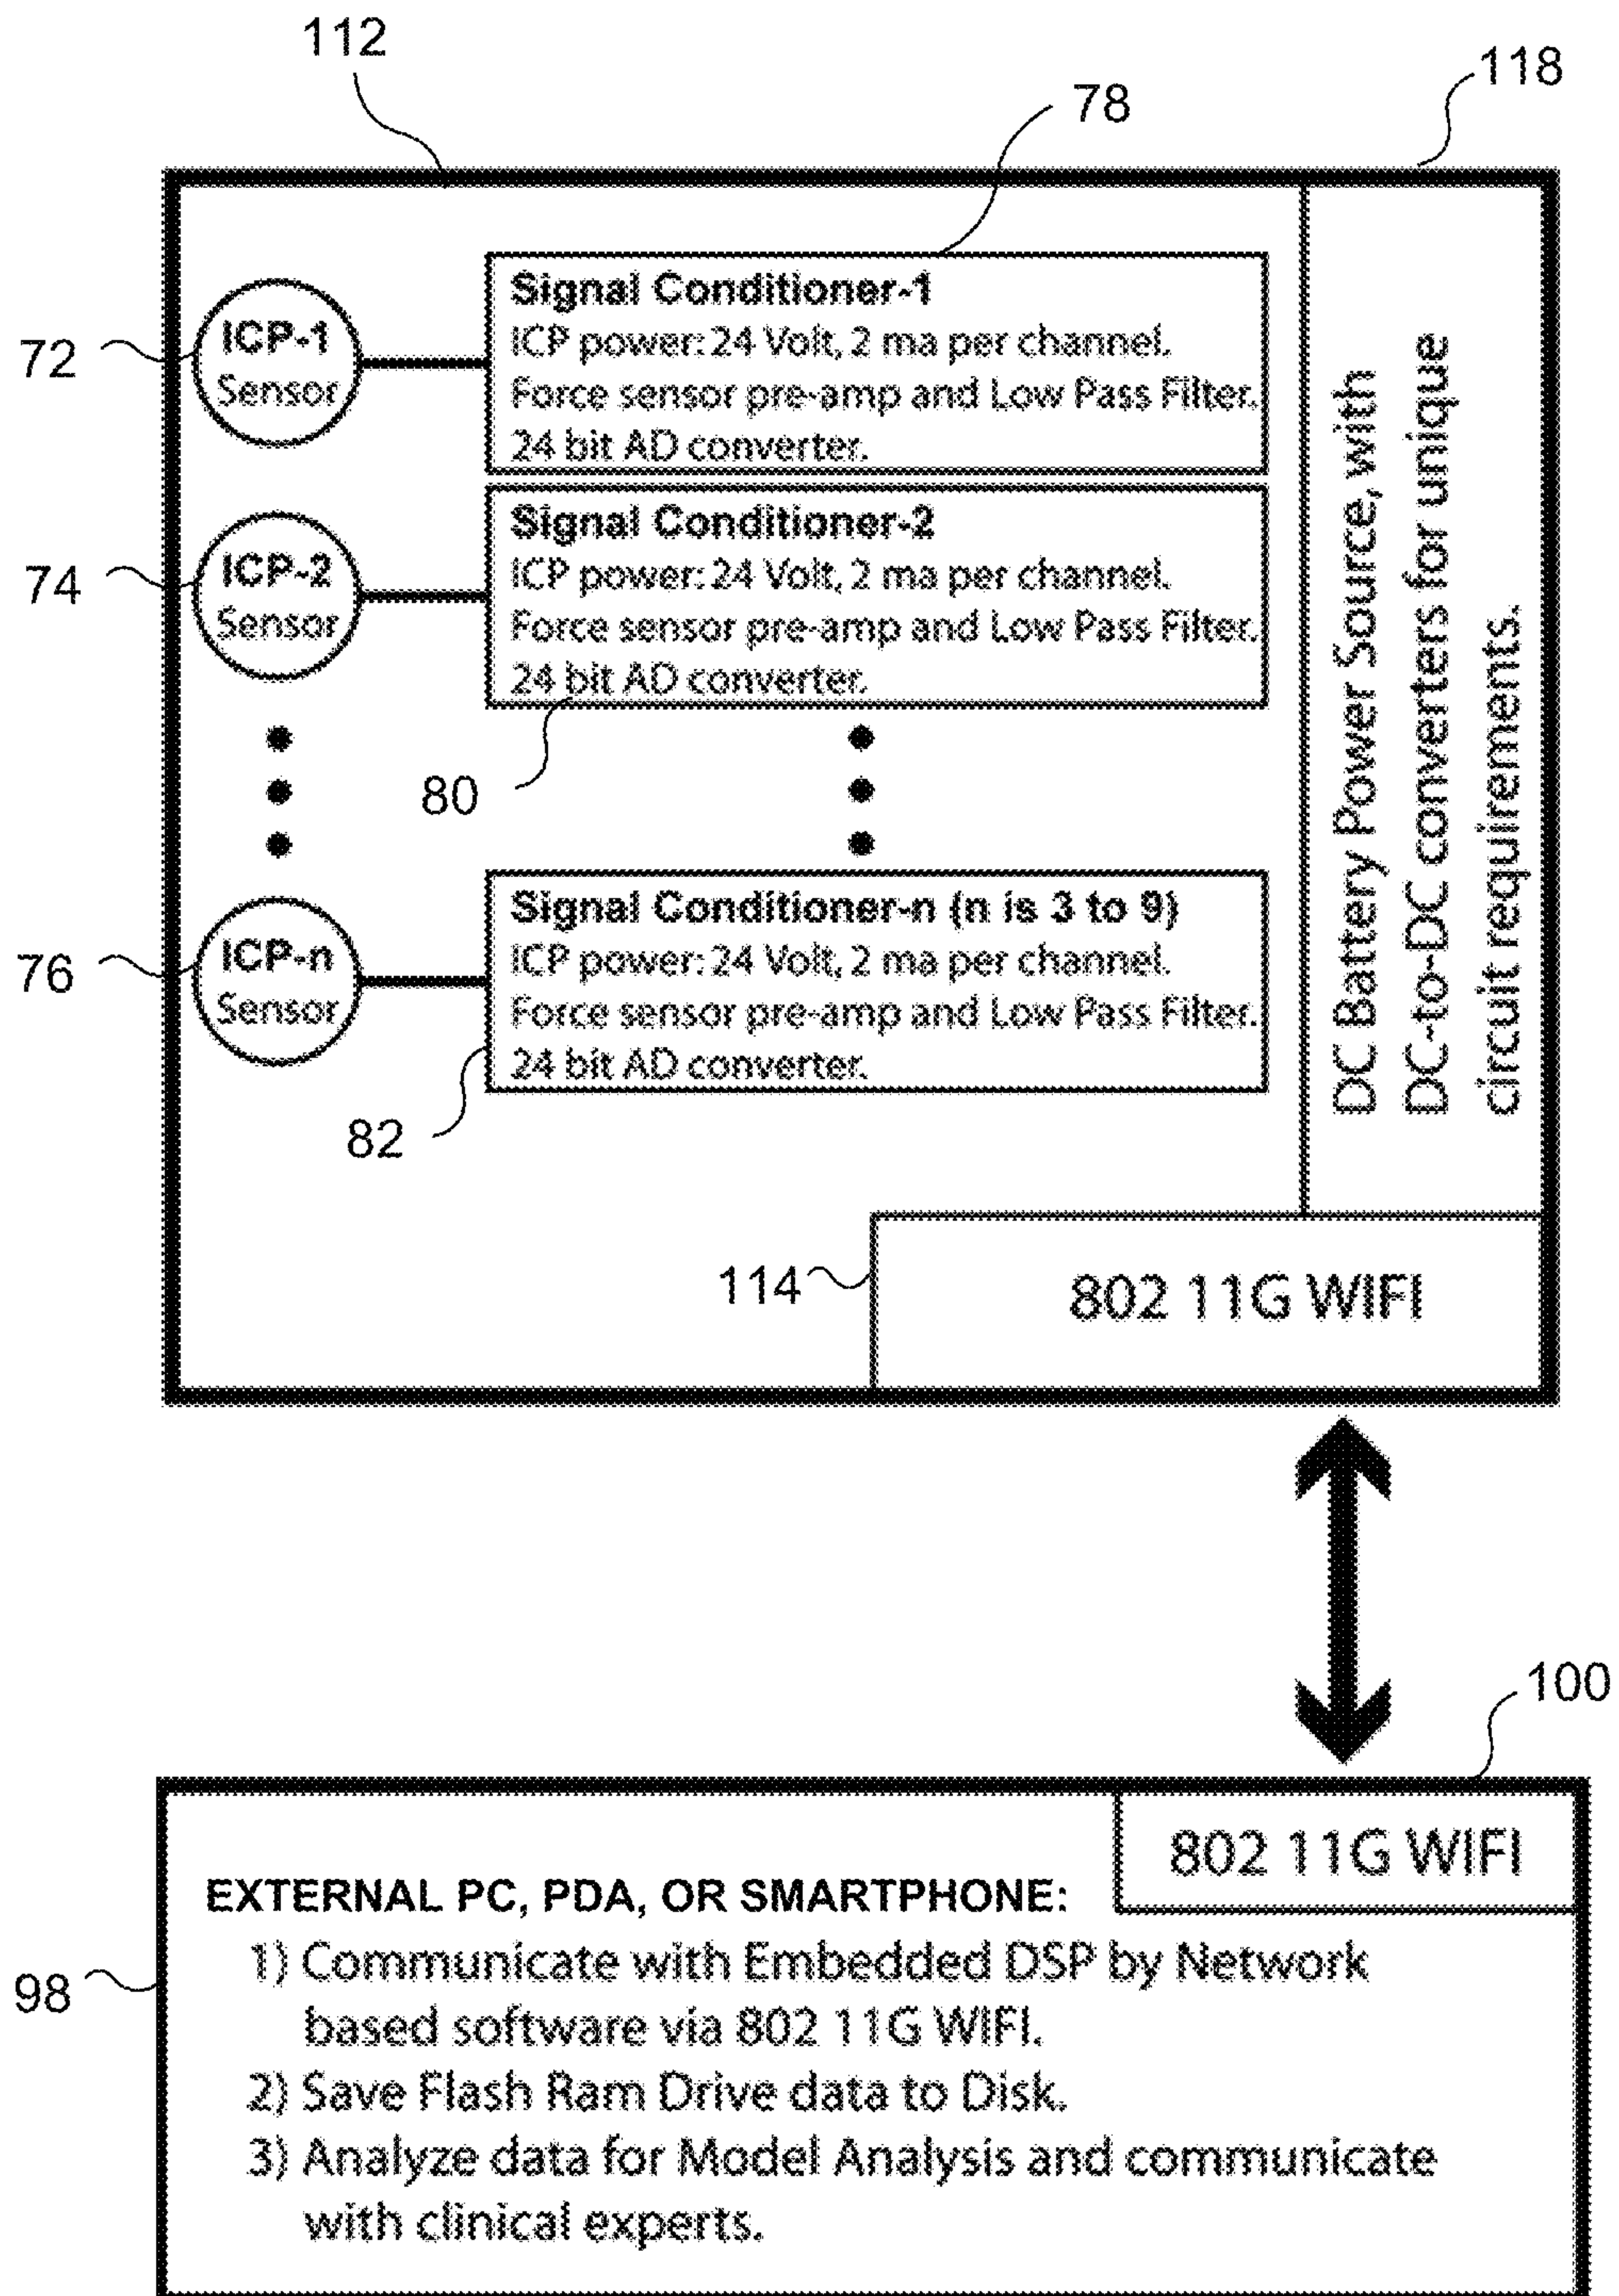 112
118
78
72
ICP-1
Sensor
Signal Conditioner-1
ICP power: 24 Volt, 2 ma per channel.
Force sensor pre-amp and Low Pass Filter.
24 bit AD converter.
74
ICP-2
Sensor
Signal Conditioner-2
ICP power: 24 Volt, 2 ma per channel.
Force sensor pre-amp and Low Pass Filter.
24 bit AD converter.
80
76
ICP-n
Sensor
Signal Conditioner-n (n is 3 to 9)
ICP power: 24 Volt, 2 ma per channel.
Force sensor pre-amp and Low Pass Filter.
24 bit AD converter.
82
DC Battery Power Source, with
DC-to-DC converters for unique
circuit requirements.
114
802 11G WIFI
100
802 11G WIFI
98
EXTERNAL PC, PDA, OR SMARTPHONE:
1) Communicate with Embedded DSP by Network
based software via 802 11G WIFI.
2) Save Flash Ram Drive data to Disk.
3) Analyze data for Model Analysis and communicate
with clinical experts.